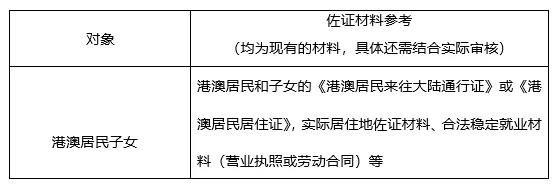 对象
佐证材料参考
（均为现有的材料，具体还需结合实际审核）
港澳居民子女
港澳居民和子女的《港澳居民来往大陆通行证》或《港
澳居民居住证》，实际居住地佐证材料、合法稳定就业材
料（营业执照或劳动合同）等